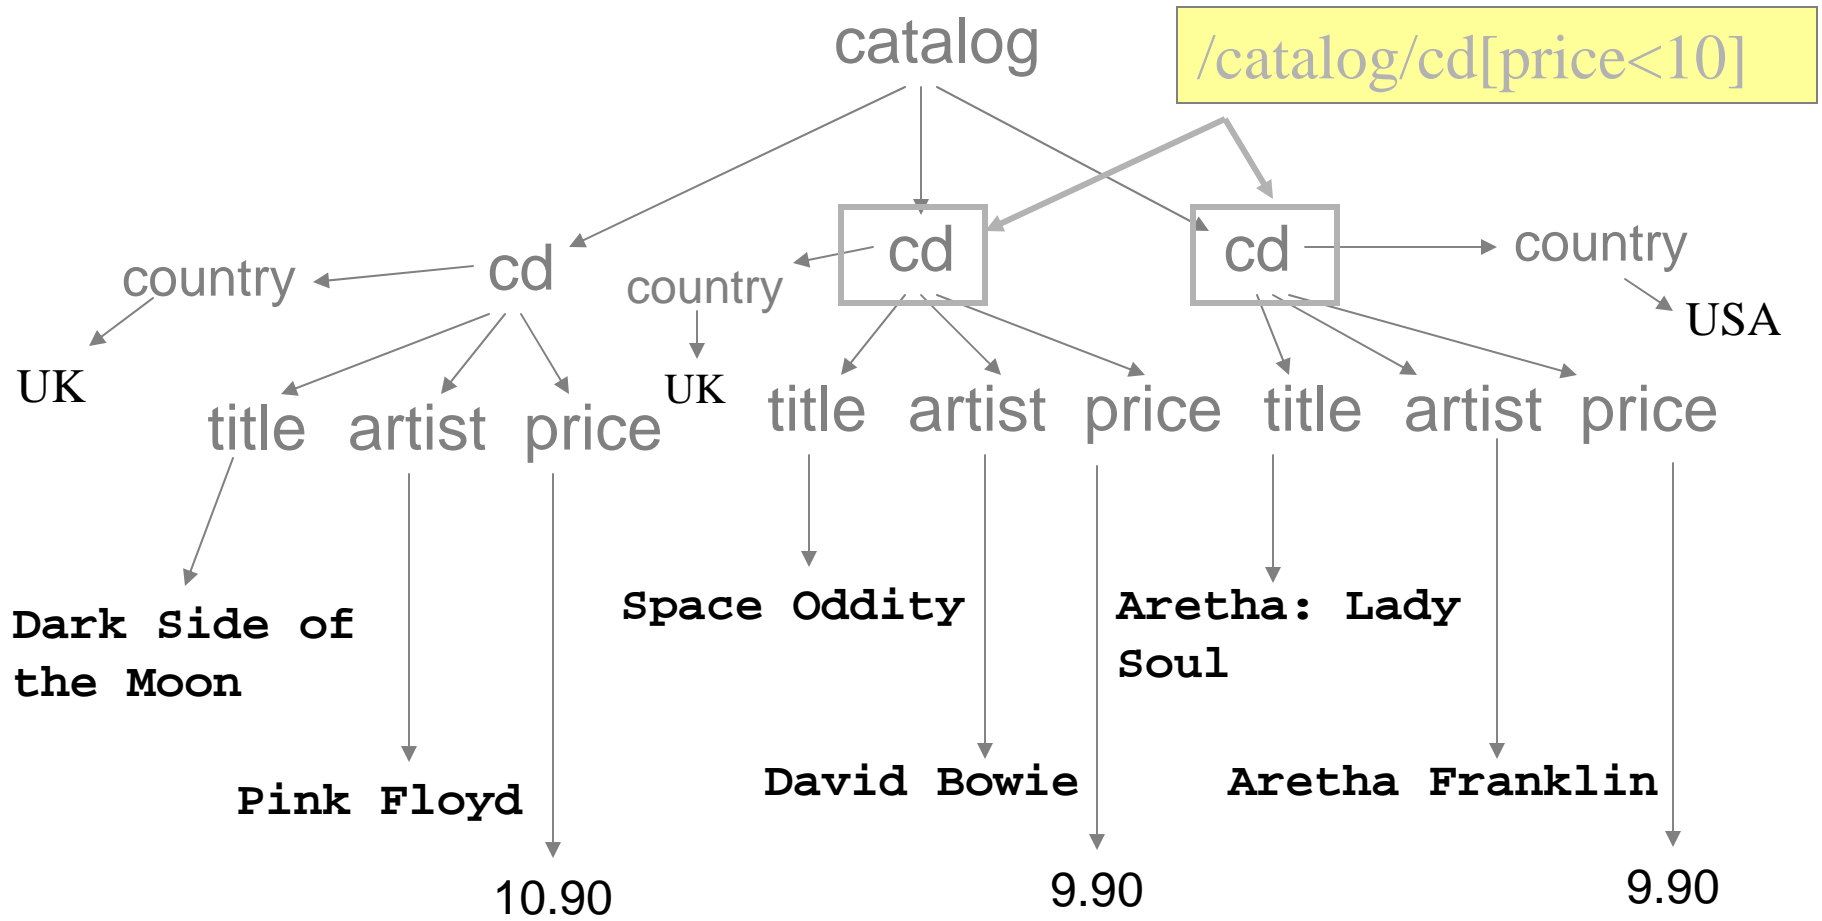 catalog
/catalog/cd[price<10]
country
cd
country
cd
cd
country
UK
UK
USA
title artist price
title artist price
title artist price
Dark Side of
the Moon
Space Oddity
Aretha: Lady
Soul
Pink Floyd
David Bowie
Aretha Franklin
10.90
9.90
9.90